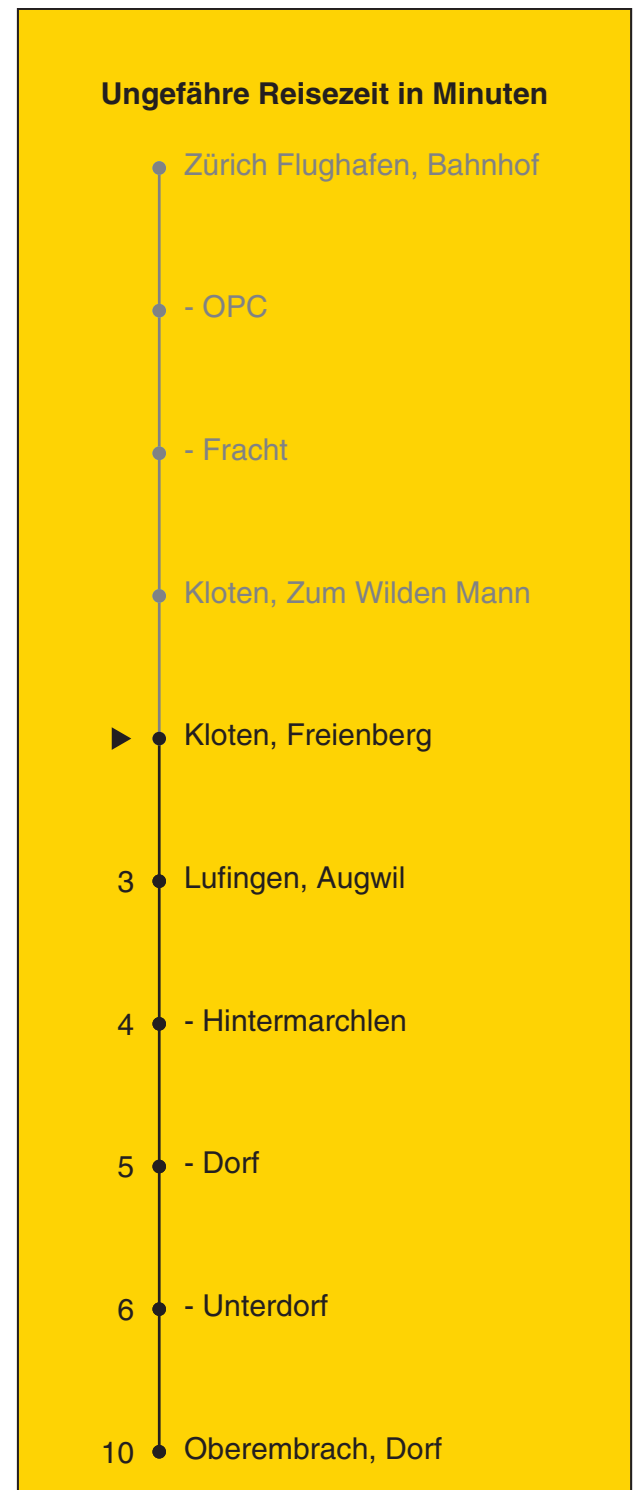 Ungefähre Reisezeit in Minuten
Zürich Flughafen, Bahnhof
- OPC
- Fracht
Kloten, Zum Wilden Mann
Kloten, Freienberg
3 Lufingen, Augwil
4 - Hintermarchlen
5 - Dorf
6 - Unterdorf
10 Oberembrach, Dorf